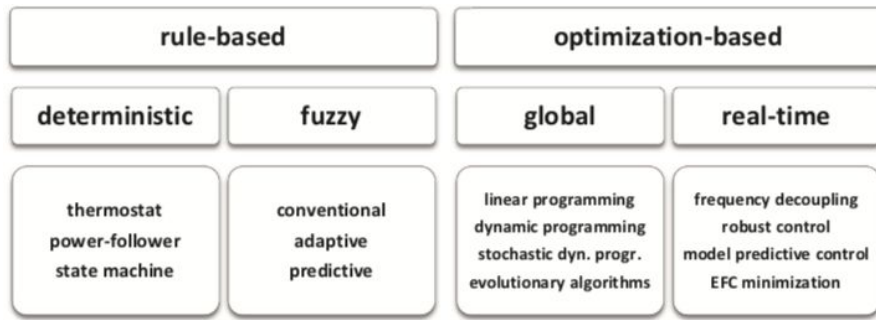 rule-based
optimization-based
deterministic
fuzzy
global
real-time
thermostat
power-follower
state machine
conventional
adaptive
predictive
linear programming
dynamic programming
stochastic dyn. progr.
evolutionary algorithms
frequency decoupling
robust control
model predictive control
EFC minimization